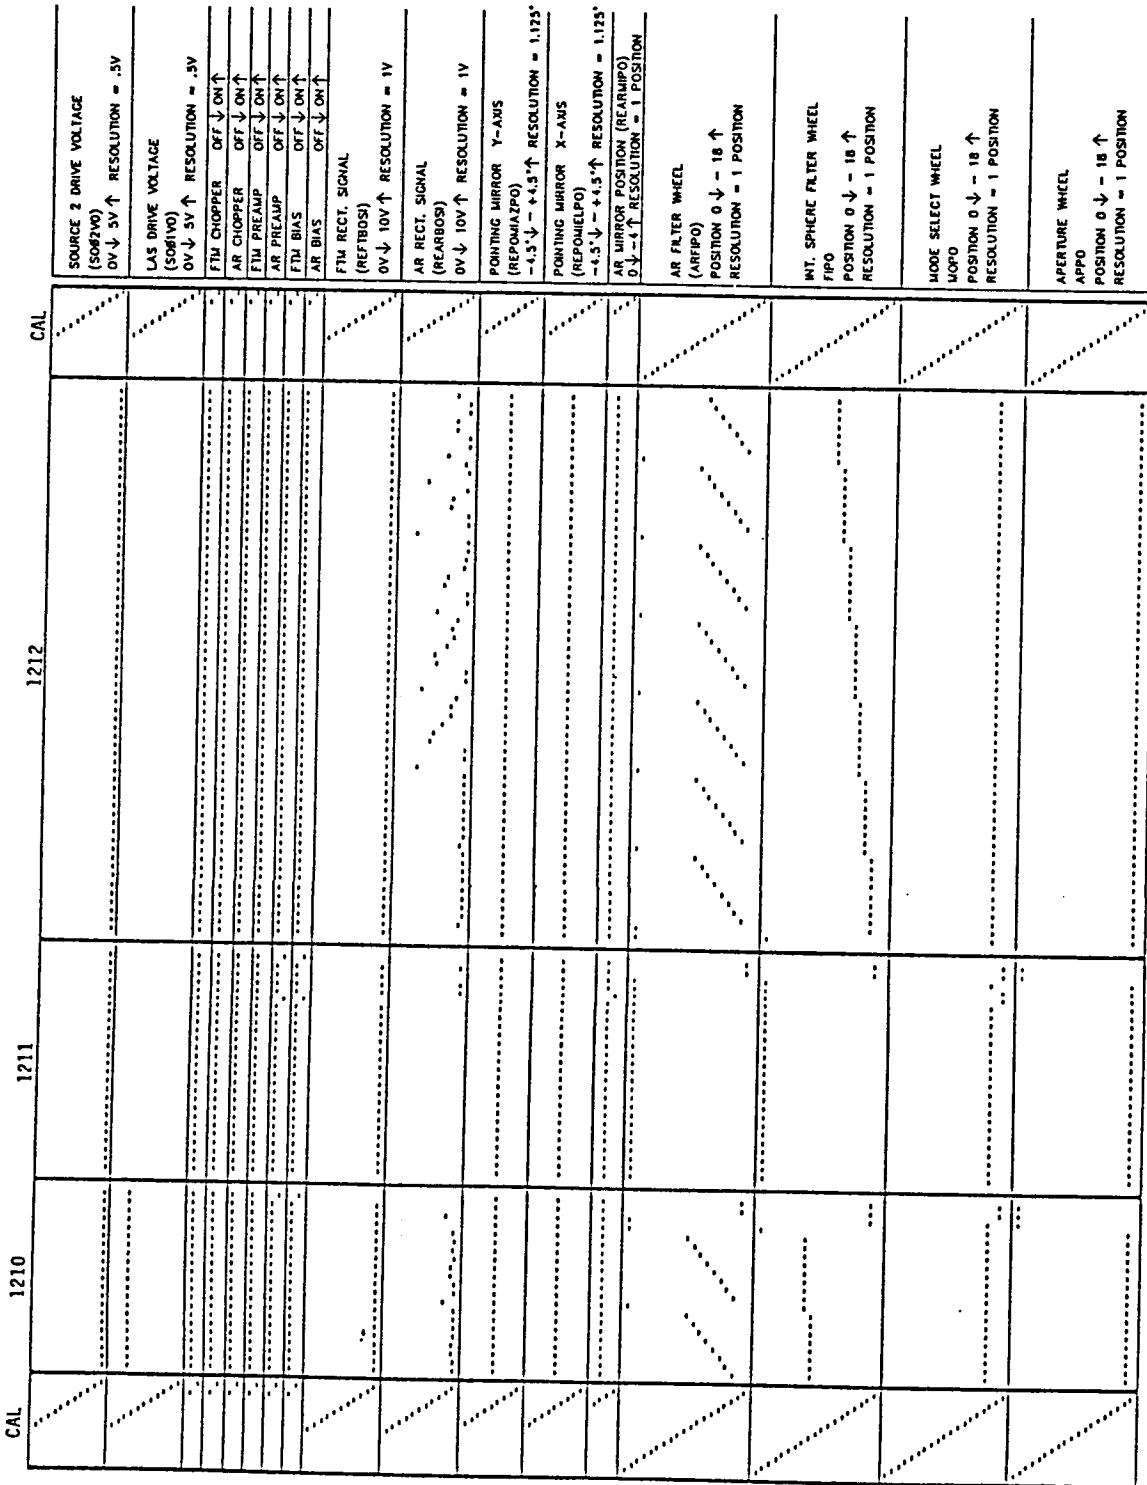 CAL
1210
1211
1212
CAL
SOURCE 2 DRIVE VOLTAGE
(SO02VO)
0V ↓ 5V ↑ RESOLUTION = .5V
LAS DRIVE VOLTAGE
(SO01VO)
0V ↓ 5V ↑ RESOLUTION = .5V
FTM CHOPPER OFF ↓ ON ↑
AR CHOPPER OFF ↓ ON ↑
FTM PREAMP OFF ↓ ON ↑
AR PREAMP OFF ↓ ON ↑
FTM BIAS OFF ↓ ON ↑
AR BIAS OFF ↓ ON ↑
FTM RECT. SIGNAL
(REFTBOSI)
0V ↓ 10V ↑ RESOLUTION = 1V
AR RECT. SIGNAL
(REARBOSI)
0V ↓ 10V ↑ RESOLUTION = 1V
POINTING MIRROR Y-AXIS
(REPOMIAZPO)
-4.5° ↓ - +4.5° ↑ RESOLUTION = 1.125°
POINTING MIRROR X-AXIS
(REPOMIELPO)
-4.5° ↓ - +4.5° ↑ RESOLUTION = 1.125°
AR MIRROR POSITION (REARMIPO)
0 ↓ -4 ↑ RESOLUTION = 1 POSITION
AR FILTER WHEEL
(ARFIPO)
POSITION 0 ↓ - 18 ↑
RESOLUTION = 1 POSITION
INT. SPHERE FILTER WHEEL
FIPO
POSITION 0 ↓ - 18 ↑
RESOLUTION = 1 POSITION
MODE SELECT WHEEL
MOPO
POSITION 0 ↓ - 18 ↑
RESOLUTION = 1 POSITION
APERTURE WHEEL
APPO
POSITION 0 ↓ - 18 ↑
RESOLUTION = 1 POSITION